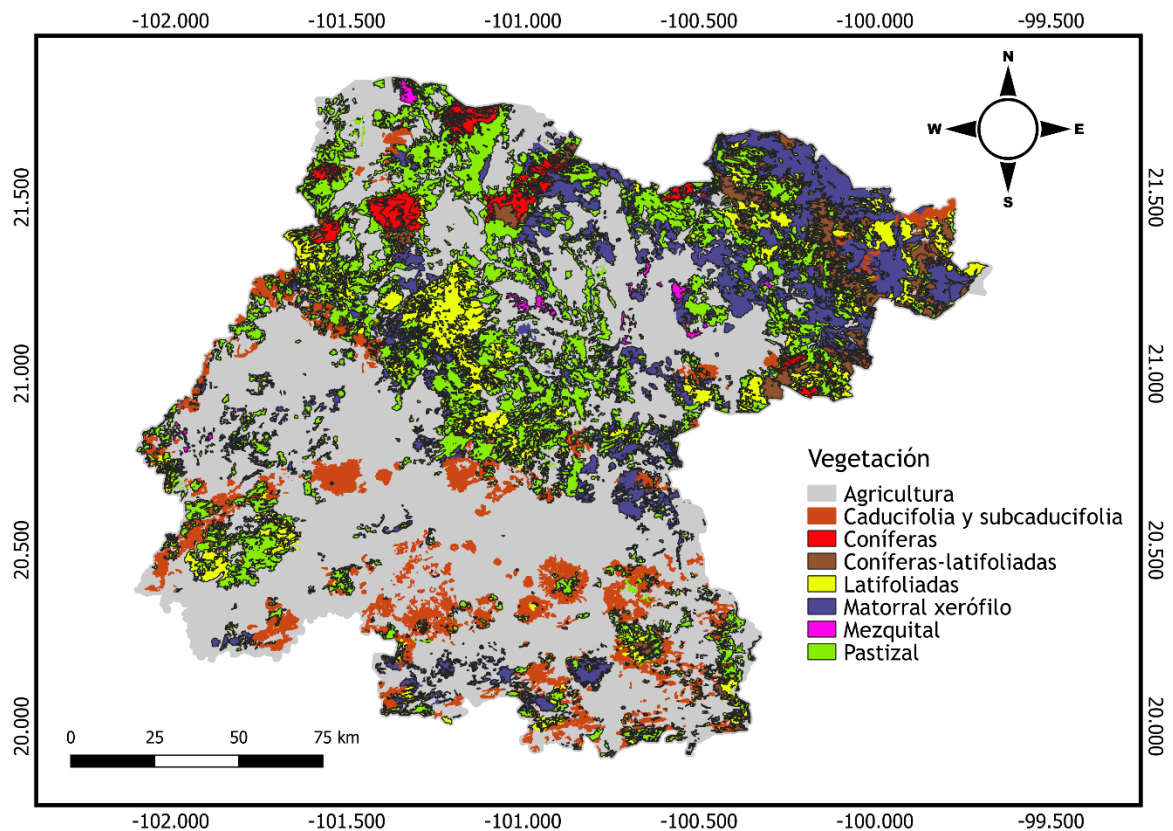 -102.000 -101.500 -101.000 -100.500 -100.000 -99.500
N
W E
S
21.500 21.500
21.000 21.000
Vegetación
Agricultura
Caducifolia y subcaducifolia
Coníferas
Coníferas-latifoliadas
Latifoliadas
Matorral xerófilo
Mezquital
Pastizal
20.500 20.500
20.000 20.000
0 25 50 75 km
-102.000 -101.500 -101.000 -100.500 -100.000 -99.500